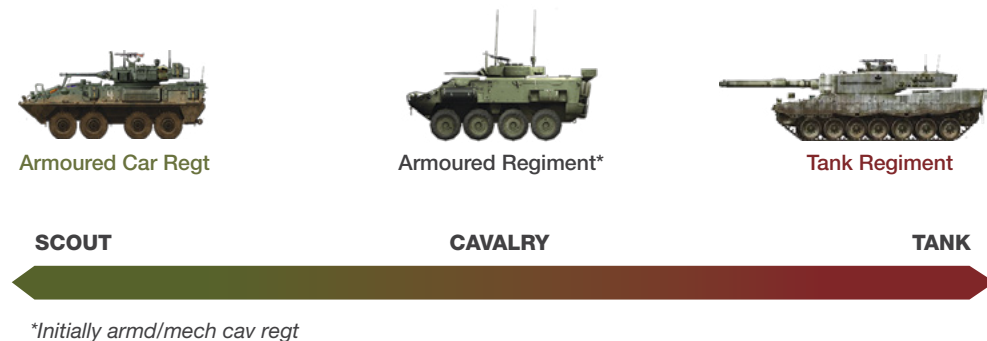 Armoured Car Regt
Armoured Regiment*
Tank Regiment
SCOUT
CAVALRY
TANK
*Initially armd/mech cav regt